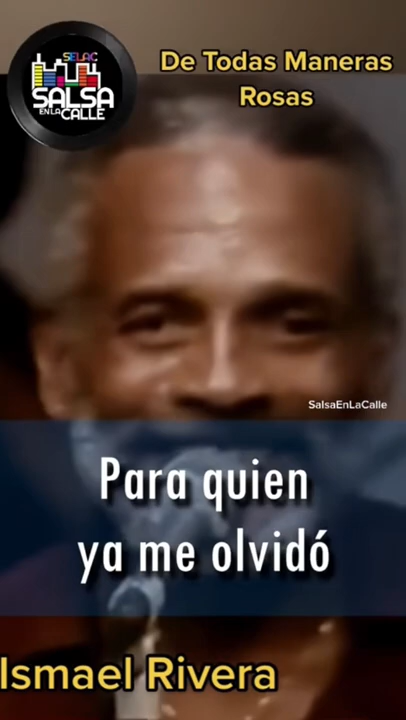 SELAC
SALSA
EN LA CALLE
De Todas Maneras
Rosas
SalsaEnLaCalle
Para quien
ya me olvidó
Ismael Rivera